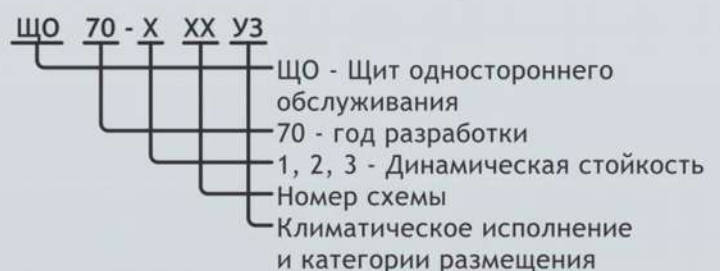 ЩО 70 - Х ХХ УЗ
ЩО - Щит одностороннего
обслуживания
70 - год разработки
1, 2, 3 - Динамическая стойкость
Номер схемы
Климатическое исполнение
и категории размещения